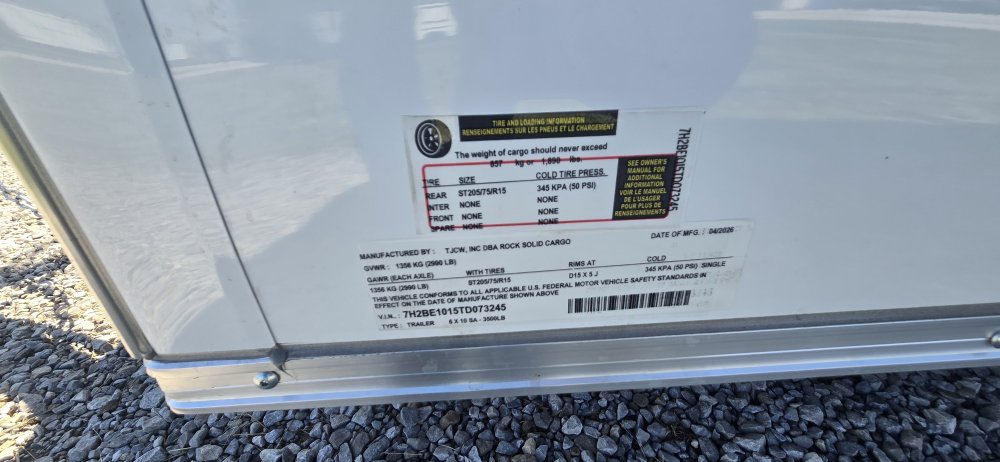 TIRE AND LOADING INFORMATION
RENSEIGNEMENTS SUR LES PNEUS ET LE CHARGEMENT
The weight of cargo should never exceed
857 kg or 1,890 lbs.
TIRE SIZE COLD TIRE PRESS.
REAR ST205/75/R15 345 KPA (50 PSI)
INTER NONE NONE
FRONT NONE NONE
SPARE NONE NONE
SEE OWNER'S
MANUAL FOR
ADDITIONAL
INFORMATION
VOIR LE MANUEL
DE L'USAGER
POUR PLUS DE
RENSEIGNEMENTS
7H2BE1015TD073245
MANUFACTURED BY : TJCW, INC DBA ROCK SOLID CARGO DATE OF MFG. : 04/2026
GVWR : 1356 KG (2990 LB)
GAWR (EACH AXLE) WITH TIRES RIMS AT COLD
1356 KG (2990 LB) ST205/75/R15 D15 X 5 J 345 KPA (50 PSI) SINGLE
THIS VEHICLE CONFORMS TO ALL APPLICABLE U.S. FEDERAL MOTOR VEHICLE SAFETY STANDARDS IN
EFFECT ON THE DATE OF MANUFACTURE SHOWN ABOVE
V.I.N.. : 7H2BE1015TD073245
TYPE : TRAILER 6 X 10 SA - 3500LB